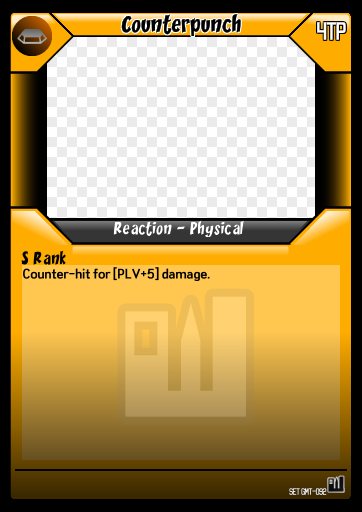 Counterpunch
4TP
Reaction - Physical
S Rank
Counter-hit for [PLV+5] damage.
SET GMT-092